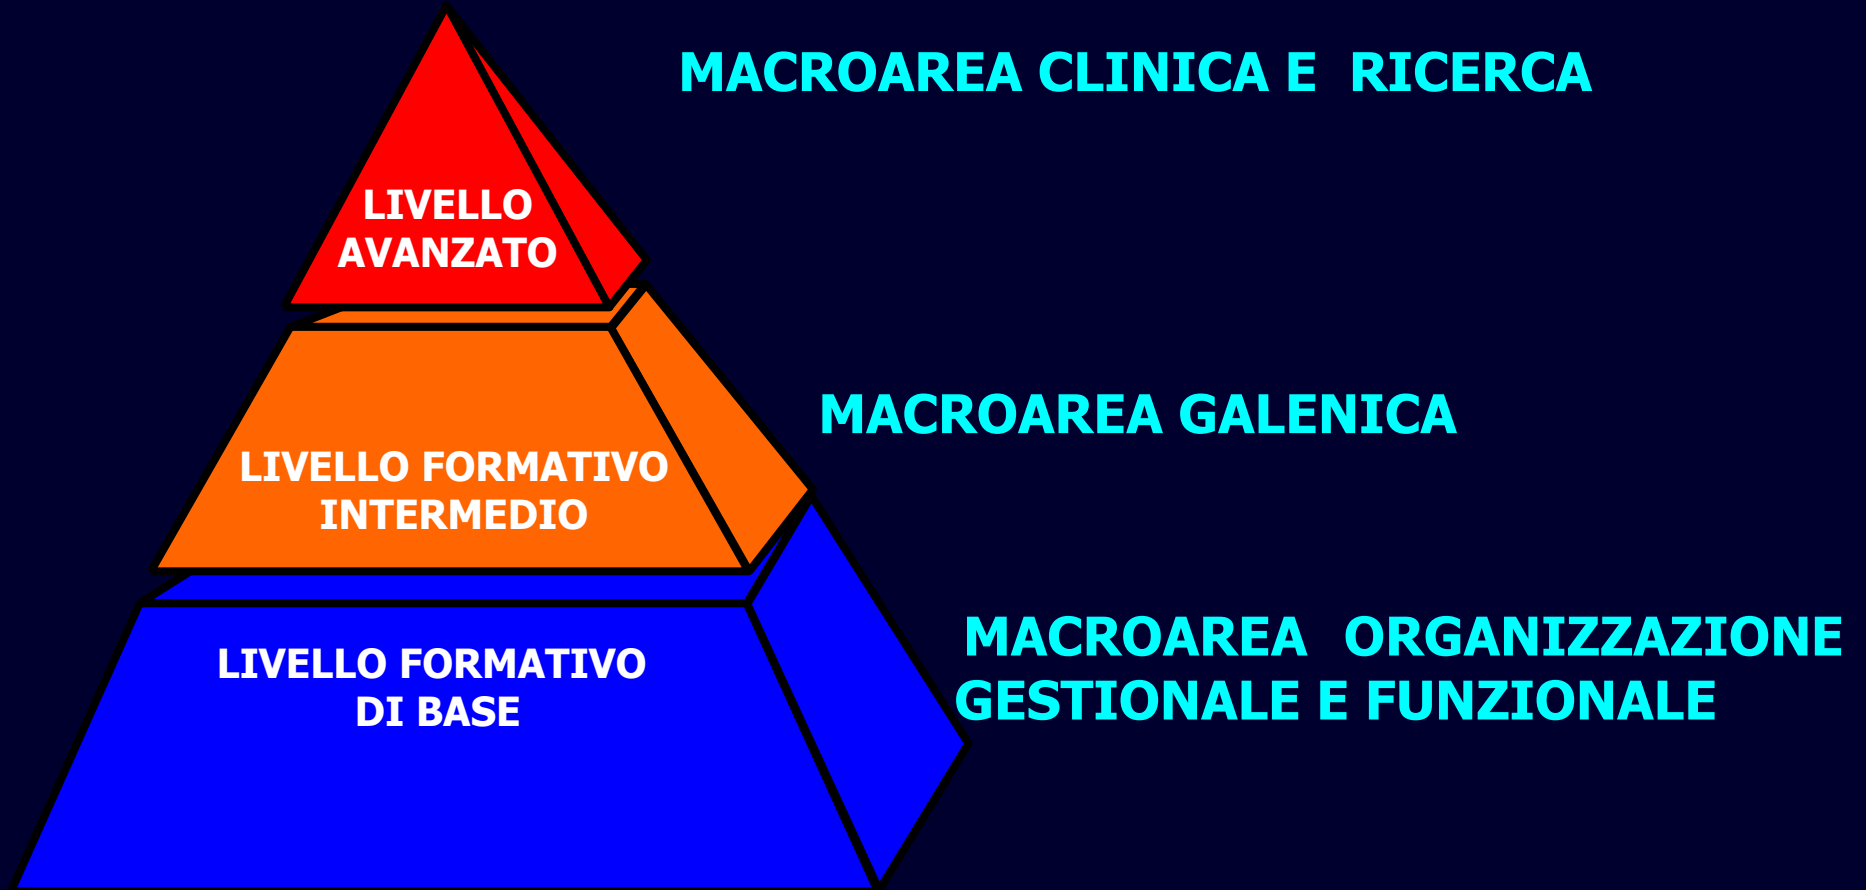 MACROAREA CLINICA E RICERCA
LIVELLO
AVANZATO
MACROAREA GALENICA
LIVELLO FORMATIVO
INTERMEDIO
MACROAREA ORGANIZZAZIONE
GESTIONALE E FUNZIONALE
LIVELLO FORMATIVO
DI BASE